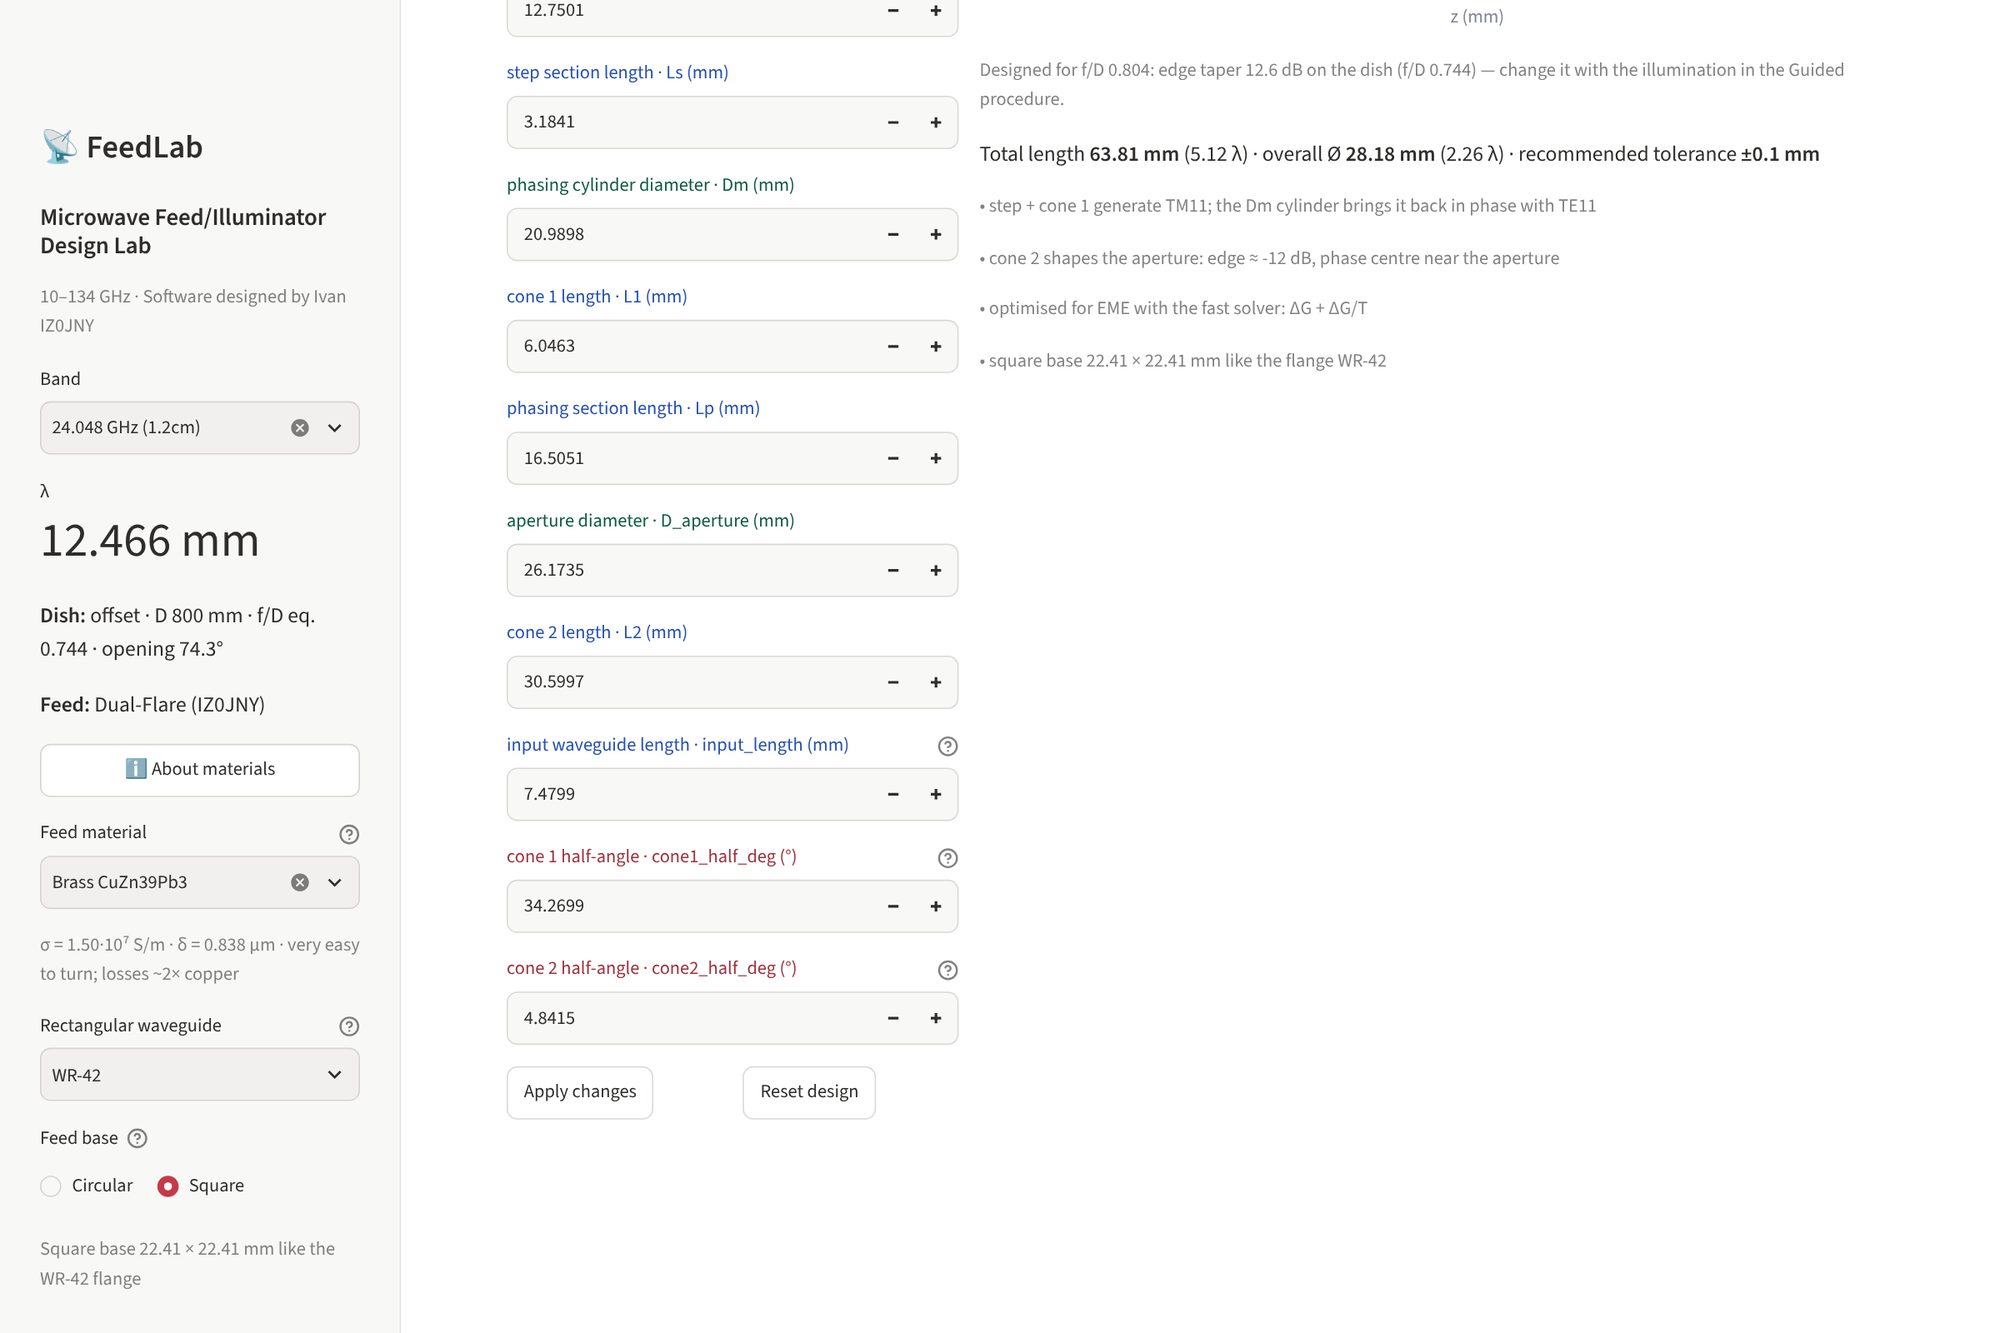 📡 FeedLab
Microwave Feed/Illuminator
Design Lab
10–134 GHz · Software designed by Ivan
IZ0JNY
Band
24.048 GHz (1.2cm)
λ
12.466 mm
Dish: offset · D 800 mm · f/D eq.
0.744 · opening 74.3°
Feed: Dual-Flare (IZ0JNY)
ℹ️ About materials
Feed material
Brass CuZn39Pb3
σ = 1.50·10⁷ S/m · δ = 0.838 µm · very easy
to turn; losses ~2× copper
Rectangular waveguide
WR-42
Feed base
Circular
Square
Square base 22.41 × 22.41 mm like the
WR-42 flange
12.7501
step section length · Ls (mm)
3.1841
phasing cylinder diameter · Dm (mm)
20.9898
cone 1 length · L1 (mm)
6.0463
phasing section length · Lp (mm)
16.5051
aperture diameter · D_aperture (mm)
26.1735
cone 2 length · L2 (mm)
30.5997
input waveguide length · input_length (mm)
7.4799
cone 1 half-angle · cone1_half_deg (°)
34.2699
cone 2 half-angle · cone2_half_deg (°)
4.8415
Apply changes
Reset design
z (mm)
Designed for f/D 0.804: edge taper 12.6 dB on the dish (f/D 0.744) — change it with the illumination in the Guided
procedure.
Total length 63.81 mm (5.12 λ) · overall Ø 28.18 mm (2.26 λ) · recommended tolerance ±0.1 mm
• step + cone 1 generate TM11; the Dm cylinder brings it back in phase with TE11
• cone 2 shapes the aperture: edge ≈ -12 dB, phase centre near the aperture
• optimised for EME with the fast solver: ΔG + ΔG/T
• square base 22.41 × 22.41 mm like the flange WR-42